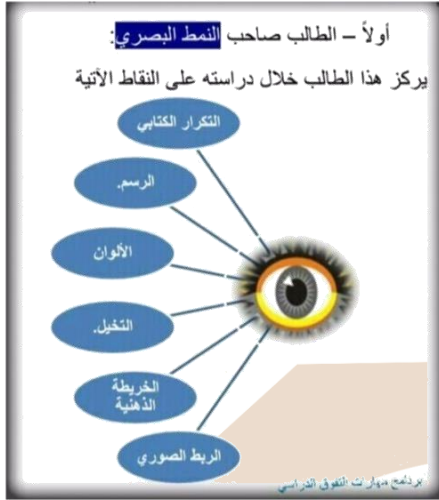 أولاً – الطالب صاحب النمط البصري:
يركز هذا الطالب خلال دراسته على النقاط الآتية
التكرار الكتابي
الرسم.
الألوان
التخيل.
الخريطة
الذهنية
الربط الصوري
برنامج مهارات التفوق الدراسي